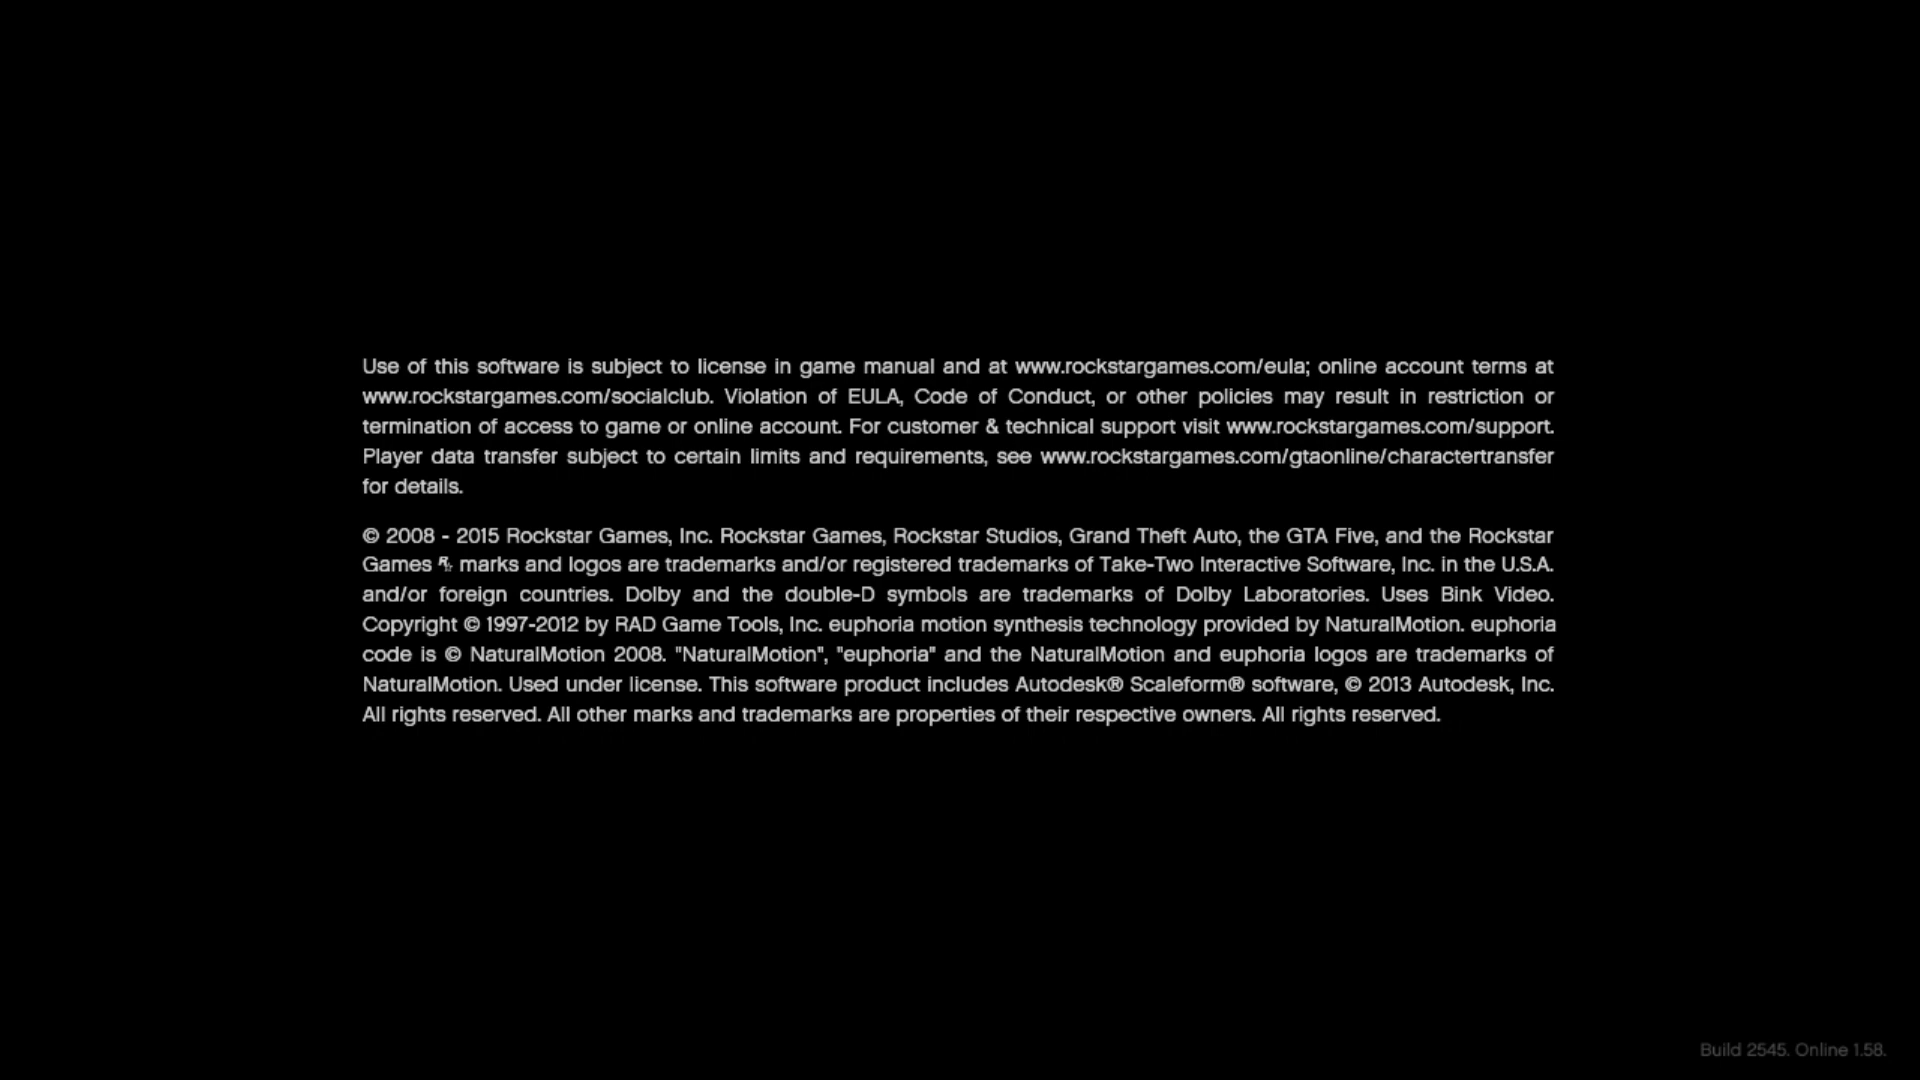 Use of this software is subject to license in game manual and at www.rockstargames.com/eula; online account terms at
www.rockstargames.com/socialclub. Violation of EULA, Code of Conduct, or other policies may result in restriction or
termination of access to game or online account. For customer & technical support visit www.rockstargames.com/support.
Player data transfer subject to certain limits and requirements, see www.rockstargames.com/gtaonline/charactertransfer
for details.
© 2008 - 2015 Rockstar Games, Inc. Rockstar Games, Rockstar Studios, Grand Theft Auto, the GTA Five, and the Rockstar
Games R* marks and logos are trademarks and/or registered trademarks of Take-Two Interactive Software, Inc. in the U.S.A.
and/or foreign countries. Dolby and the double-D symbols are trademarks of Dolby Laboratories. Uses Bink Video.
Copyright © 1997-2012 by RAD Game Tools, Inc. euphoria motion synthesis technology provided by NaturalMotion. euphoria
code is © NaturalMotion 2008. "NaturalMotion", "euphoria" and the NaturalMotion and euphoria logos are trademarks of
NaturalMotion. Used under license. This software product includes Autodesk® Scaleform® software, © 2013 Autodesk, Inc.
All rights reserved. All other marks and trademarks are properties of their respective owners. All rights reserved.
Build 2545. Online 1.58.